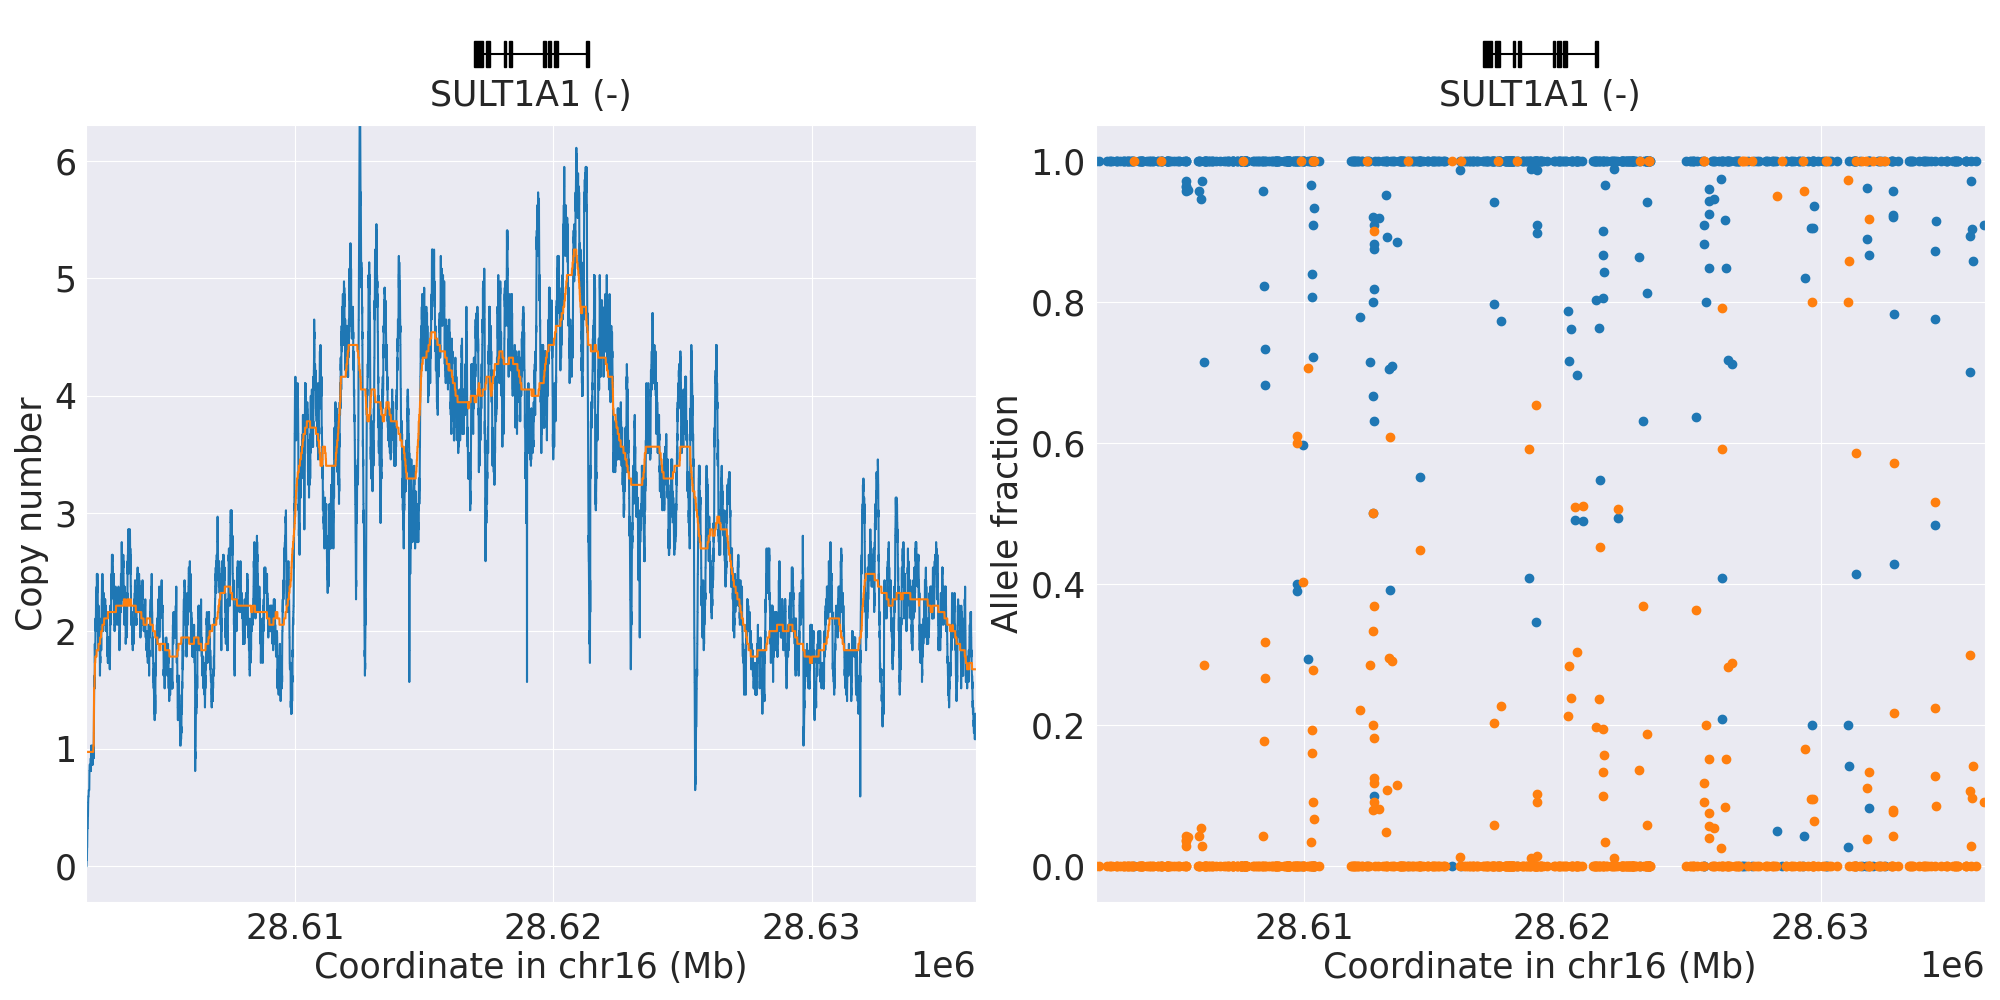 SULT1A1 (-)
SULT1A1 (-)
Copy number
6
5
4
3
2
1
0
28.61
28.62
28.63
Coordinate in chr16 (Mb)
1e6
Allele fraction
1.0
0.8
0.6
0.4
0.2
0.0
28.61
28.62
28.63
Coordinate in chr16 (Mb)
1e6